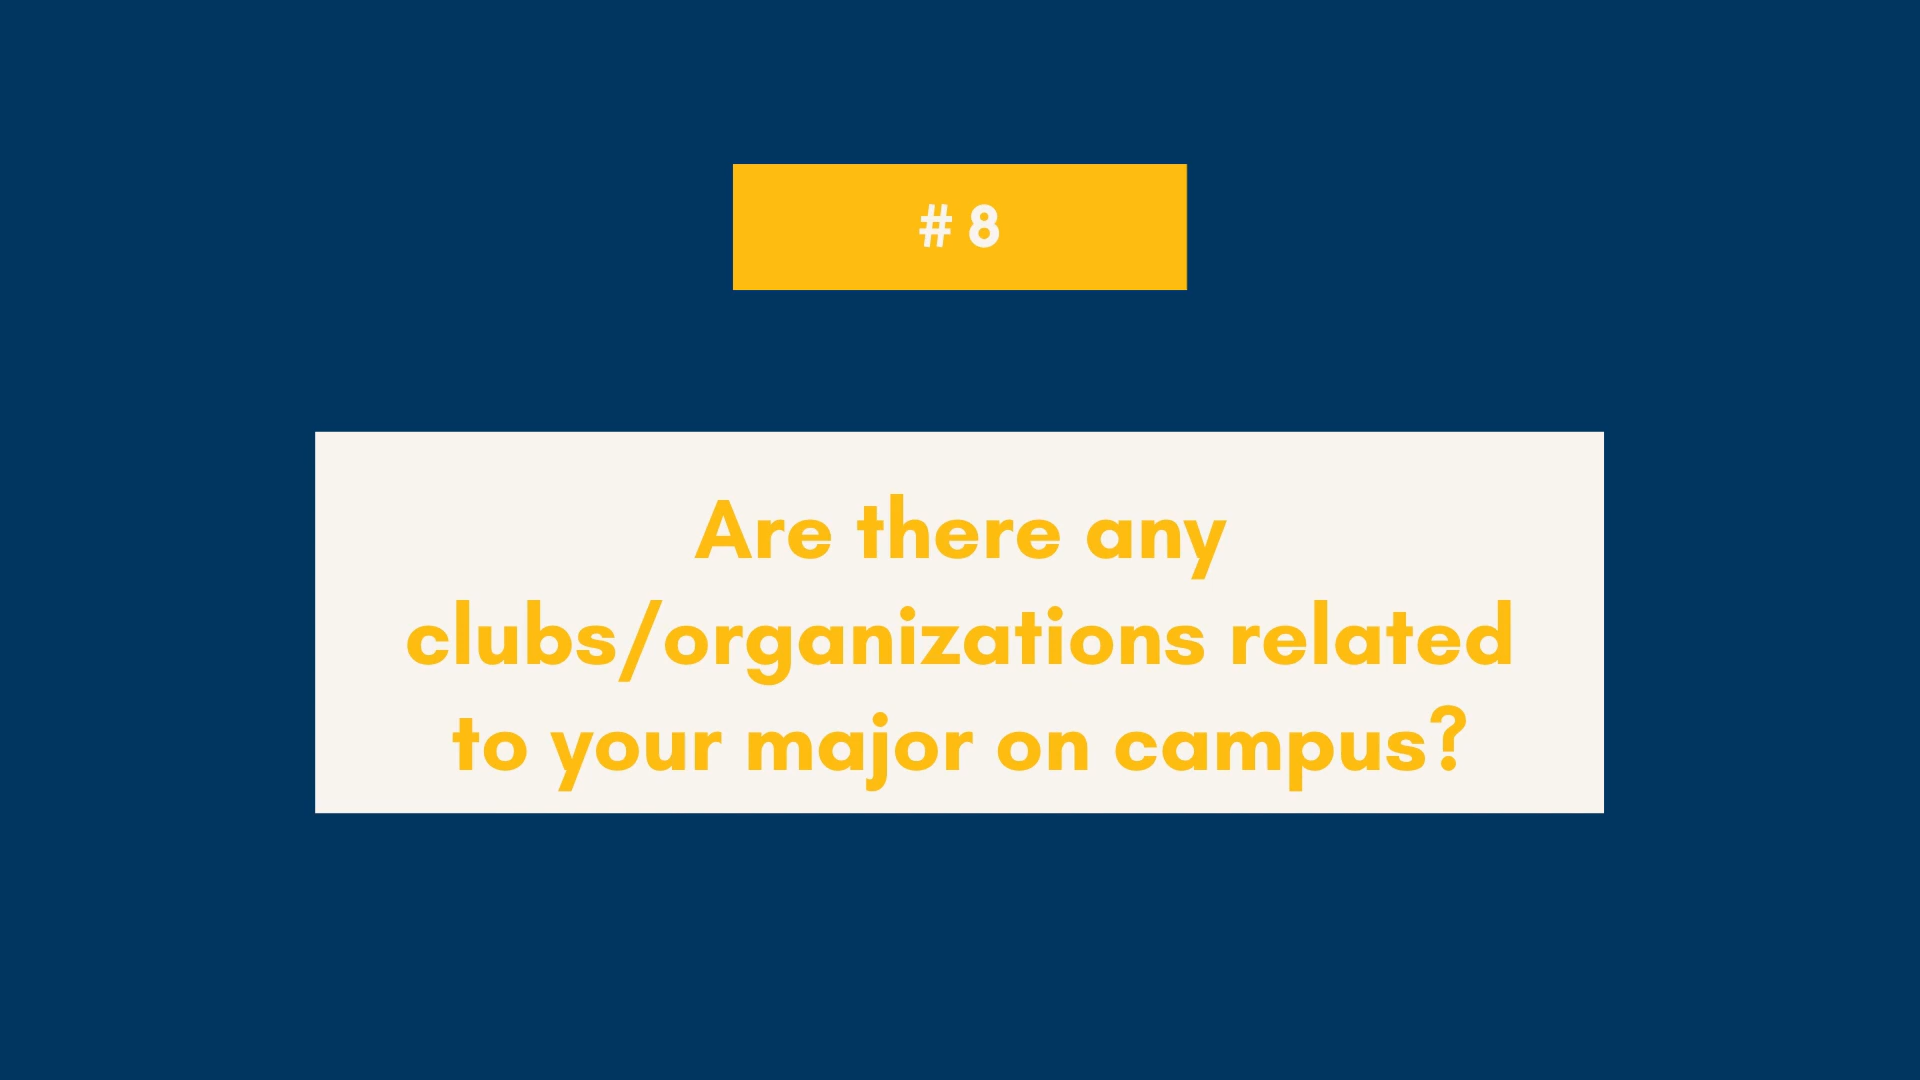 # 8
Are there any
clubs/organizations related
to your major on campus?